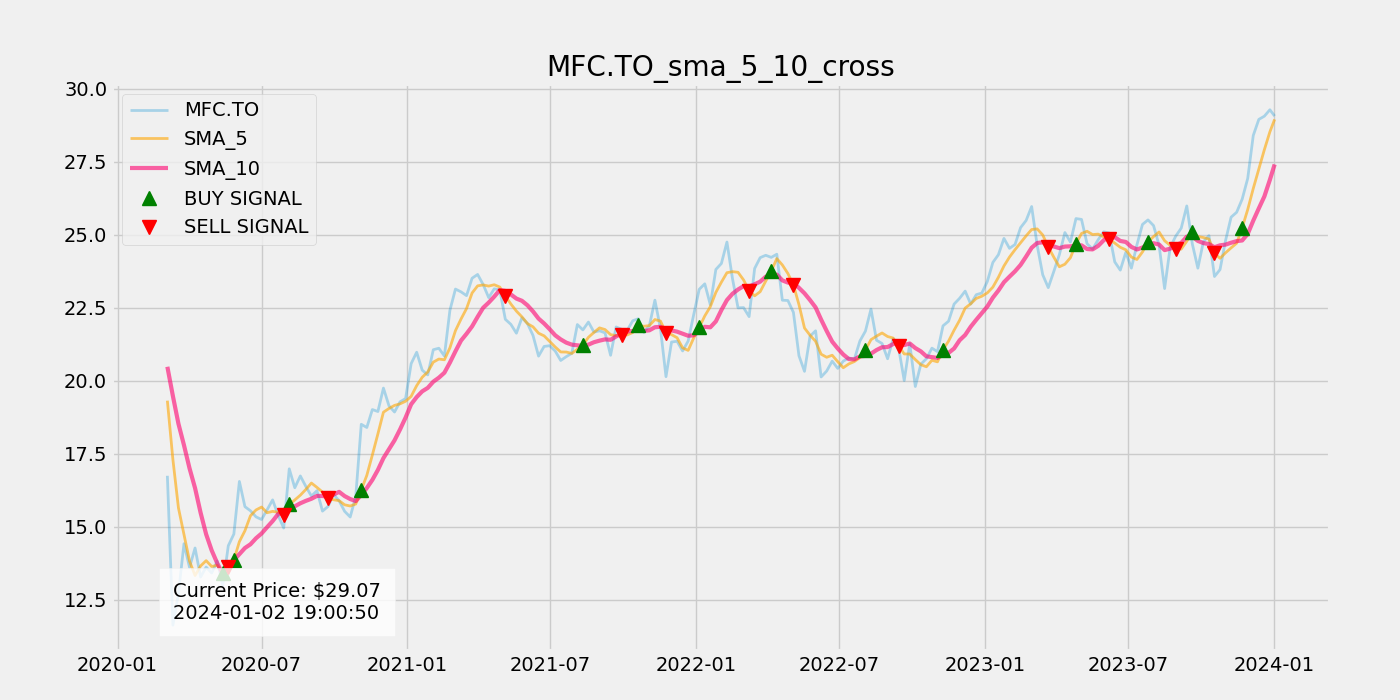 MFC.TO_sma_5_10_cross
30.0
27.5
25.0
22.5
20.0
17.5
15.0
12.5
MFC.TO
SMA_5
SMA_10
BUY SIGNAL
SELL SIGNAL
Current Price: $29.07
2024-01-02 19:00:50
2020-01 2020-07 2021-01 2021-07 2022-01 2022-07 2023-01 2023-07 2024-01